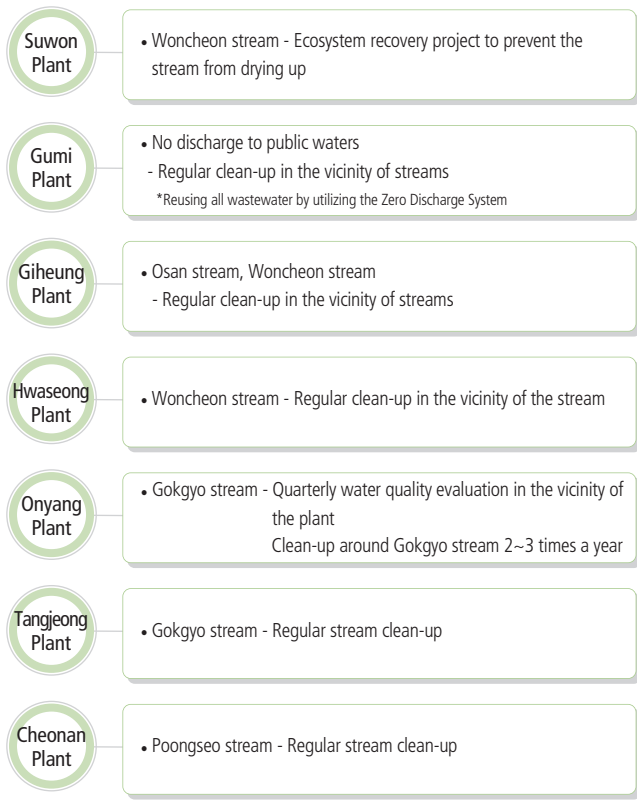 Suwon
Plant
• Woncheon stream - Ecosystem recovery project to prevent the
stream from drying up
Gumi
Plant
• No discharge to public waters
- Regular clean-up in the vicinity of streams
*Reusing all wastewater by utilizing the Zero Discharge System
Giheung
Plant
• Osan stream, Woncheon stream
- Regular clean-up in the vicinity of streams
Hwaseong
Plant
• Woncheon stream - Regular clean-up in the vicinity of the stream
Onyang
Plant
• Gokgyo stream - Quarterly water quality evaluation in the vicinity of
the plant
Clean-up around Gokgyo stream 2~3 times a year
Tangjeong
Plant
• Gokgyo stream - Regular stream clean-up
Cheonan
Plant
• Poongseo stream - Regular stream clean-up